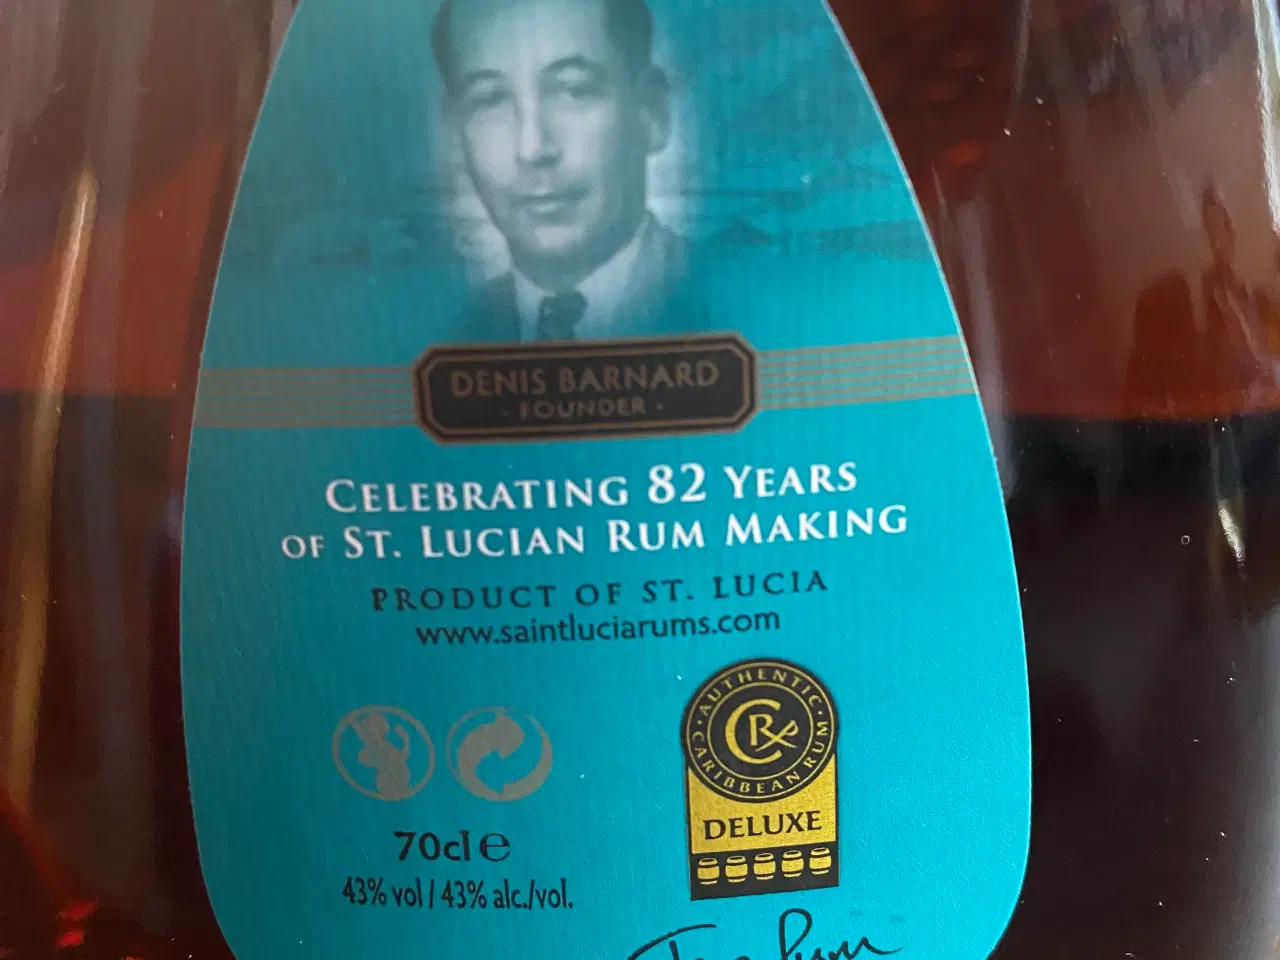 DENIS BARNARD
- FOUNDER -
CELEBRATING 82 YEARS
OF ST. LUCIAN RUM MAKING
PRODUCT OF ST. LUCIA
www.saintluciarums.com
· AUTHENTIC ·
CARIBBEAN RUM
CR
DELUXE
70cl e
43% vol / 43% alc./vol.